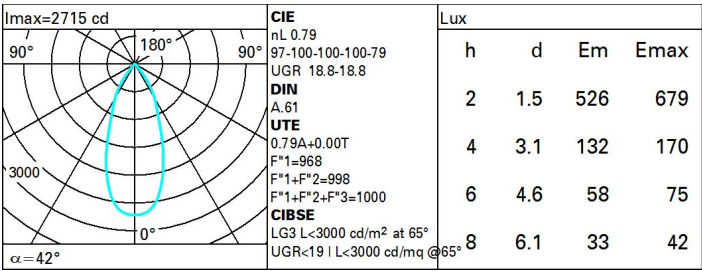 Imax=2715 cd
90°
180°
90°
3000
0°
α=42°
CIE
nL 0.79
97-100-100-100-79
UGR 18.8-18.8
DIN
A.61
UTE
0.79A+0.00T
F"1=968
F"1+F"2=998
F"1+F"2+F"3=1000
CIBSE
LG3 L<3000 cd/m² at 65°
UGR<19 | L<3000 cd/mq @65°
Lux
h d Em Emax
2 1.5 526 679
4 3.1 132 170
6 4.6 58 75
8 6.1 33 42